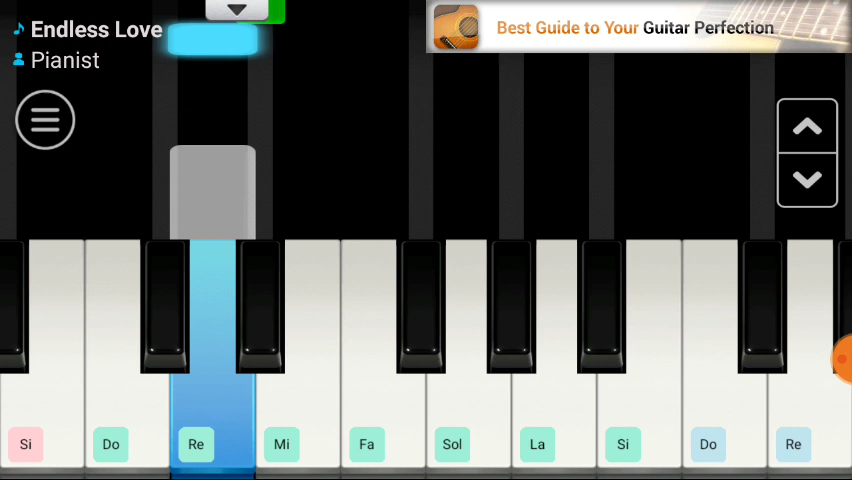 Endless Love
Pianist
Best Guide to Your Guitar Perfection
Si
Do
Re
Mi
Fa
Sol
La
Si
Do
Re